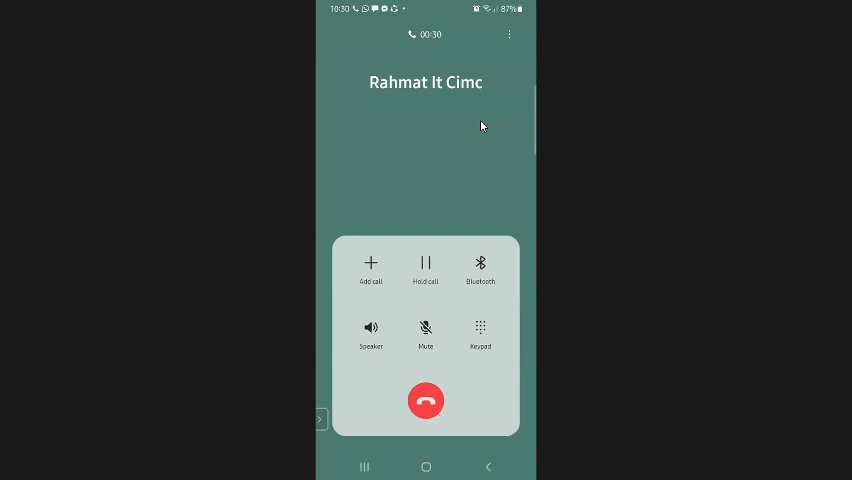 10:30 87%
00:30
Rahmat It Cimc
Add call Hold call Bluetooth
Speaker Mute Keypad